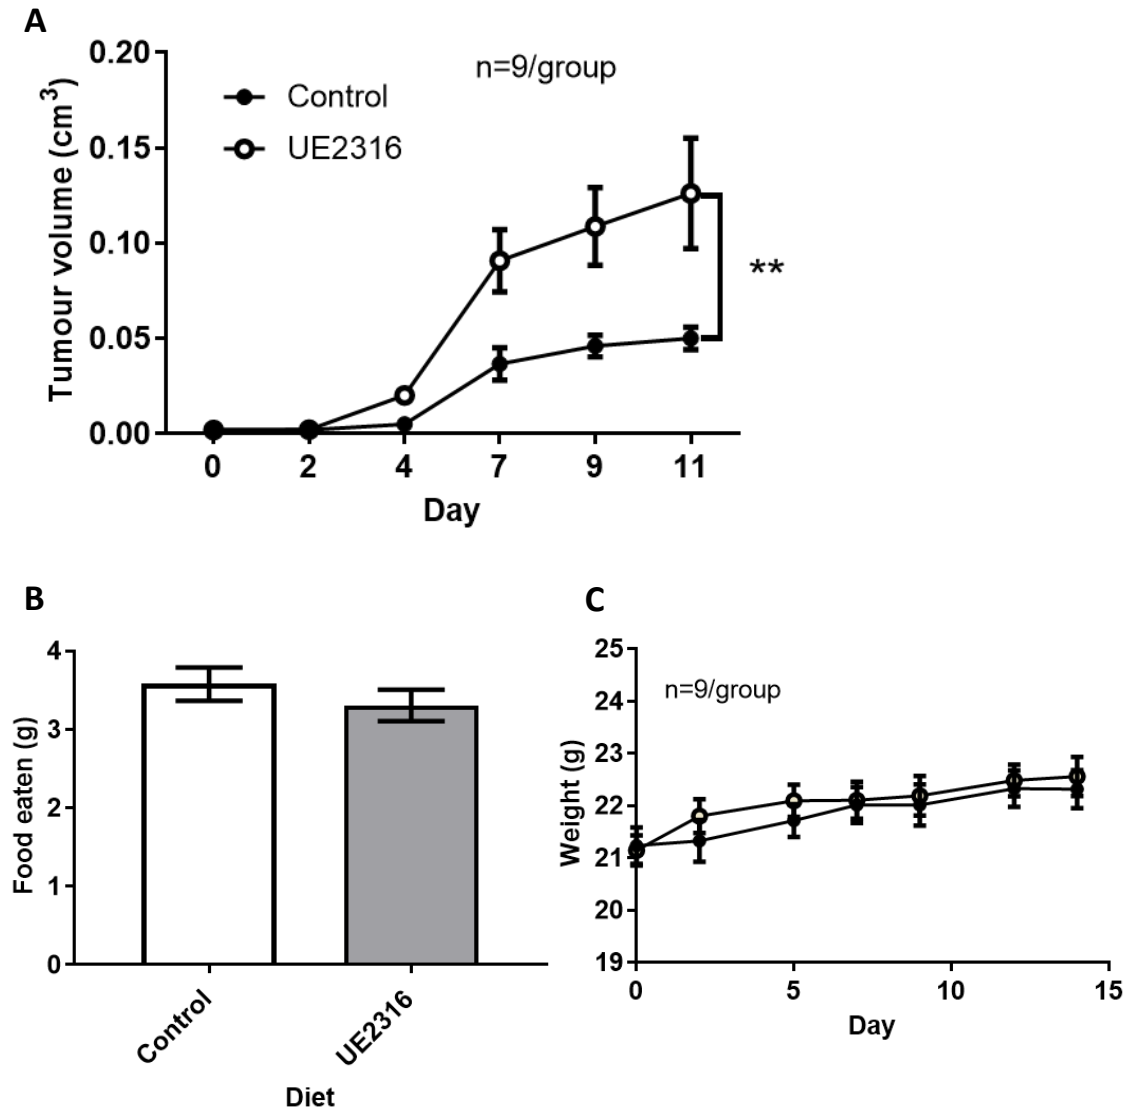 A
n=9/group
Control
UE2316
Tumour volume (cm³)
0.20
0.15
0.10
0.05
0.00
**
0 2 4 7 9 11
Day
B
Food eaten (g)
4
3
2
1
0
Control UE2316
Diet
C
n=9/group
Weight (g)
25
24
23
22
21
20
19
0 5 10 15
Day